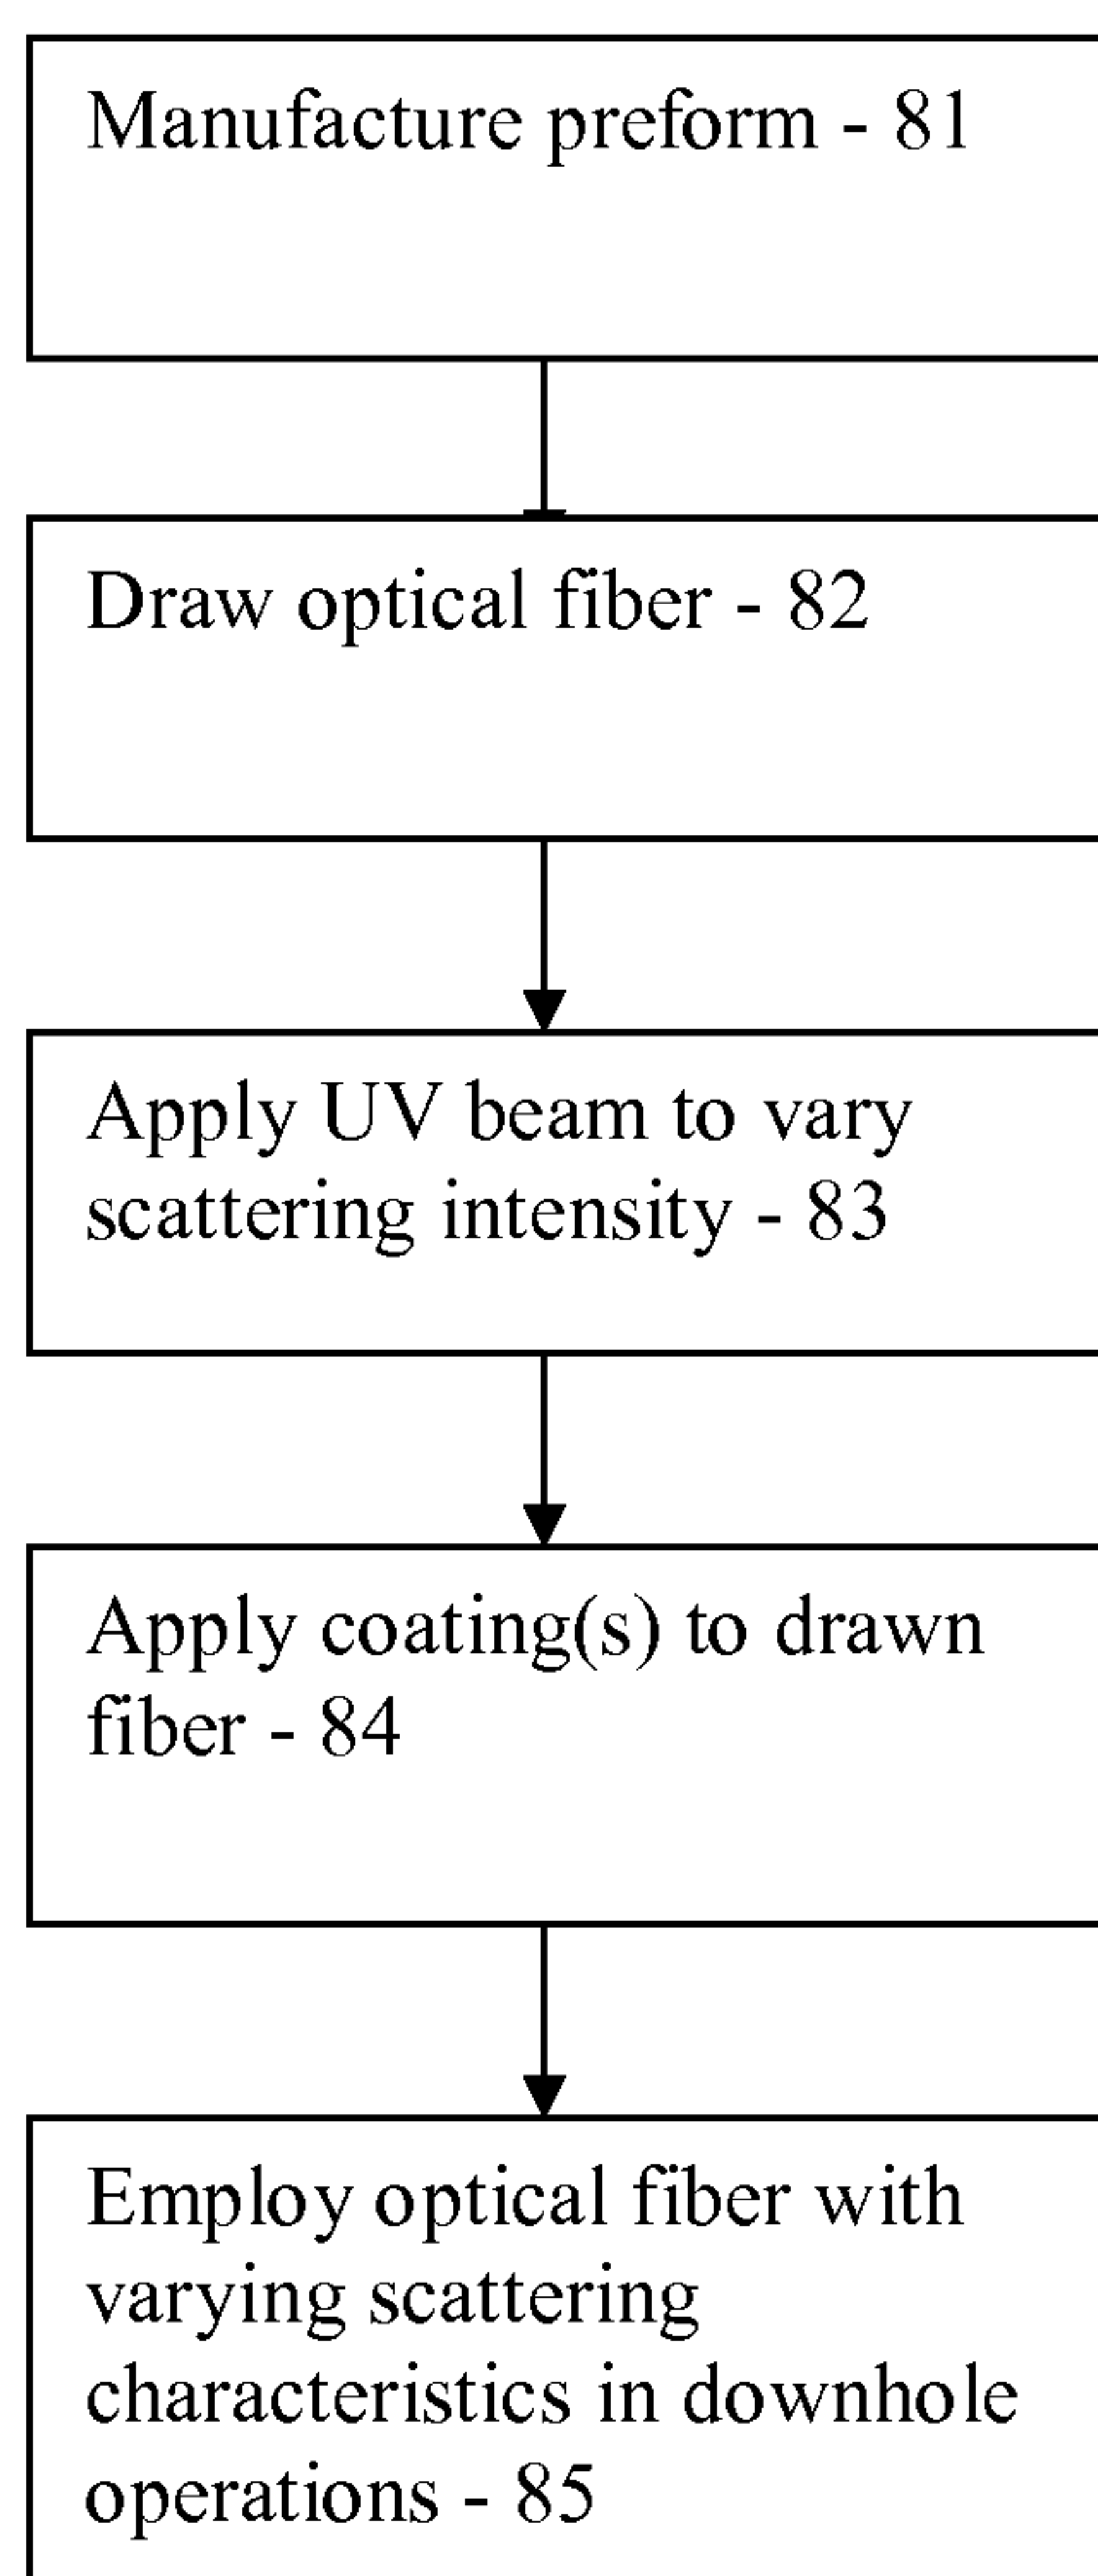 Manufacture preform - 81
Draw optical fiber - 82
Apply UV beam to vary
scattering intensity - 83
Apply coating(s) to drawn
fiber - 84
Employ optical fiber with
varying scattering
characteristics in downhole
operations - 85